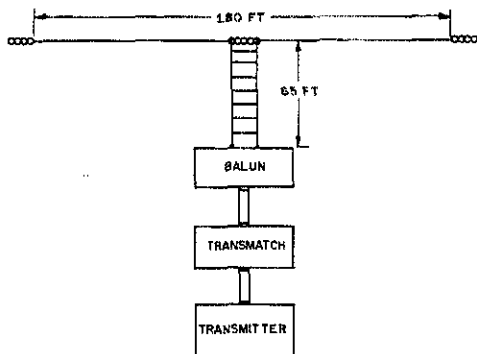 180 FT
65 FT
BALUN
TRANSMATCH
TRANSMITTER